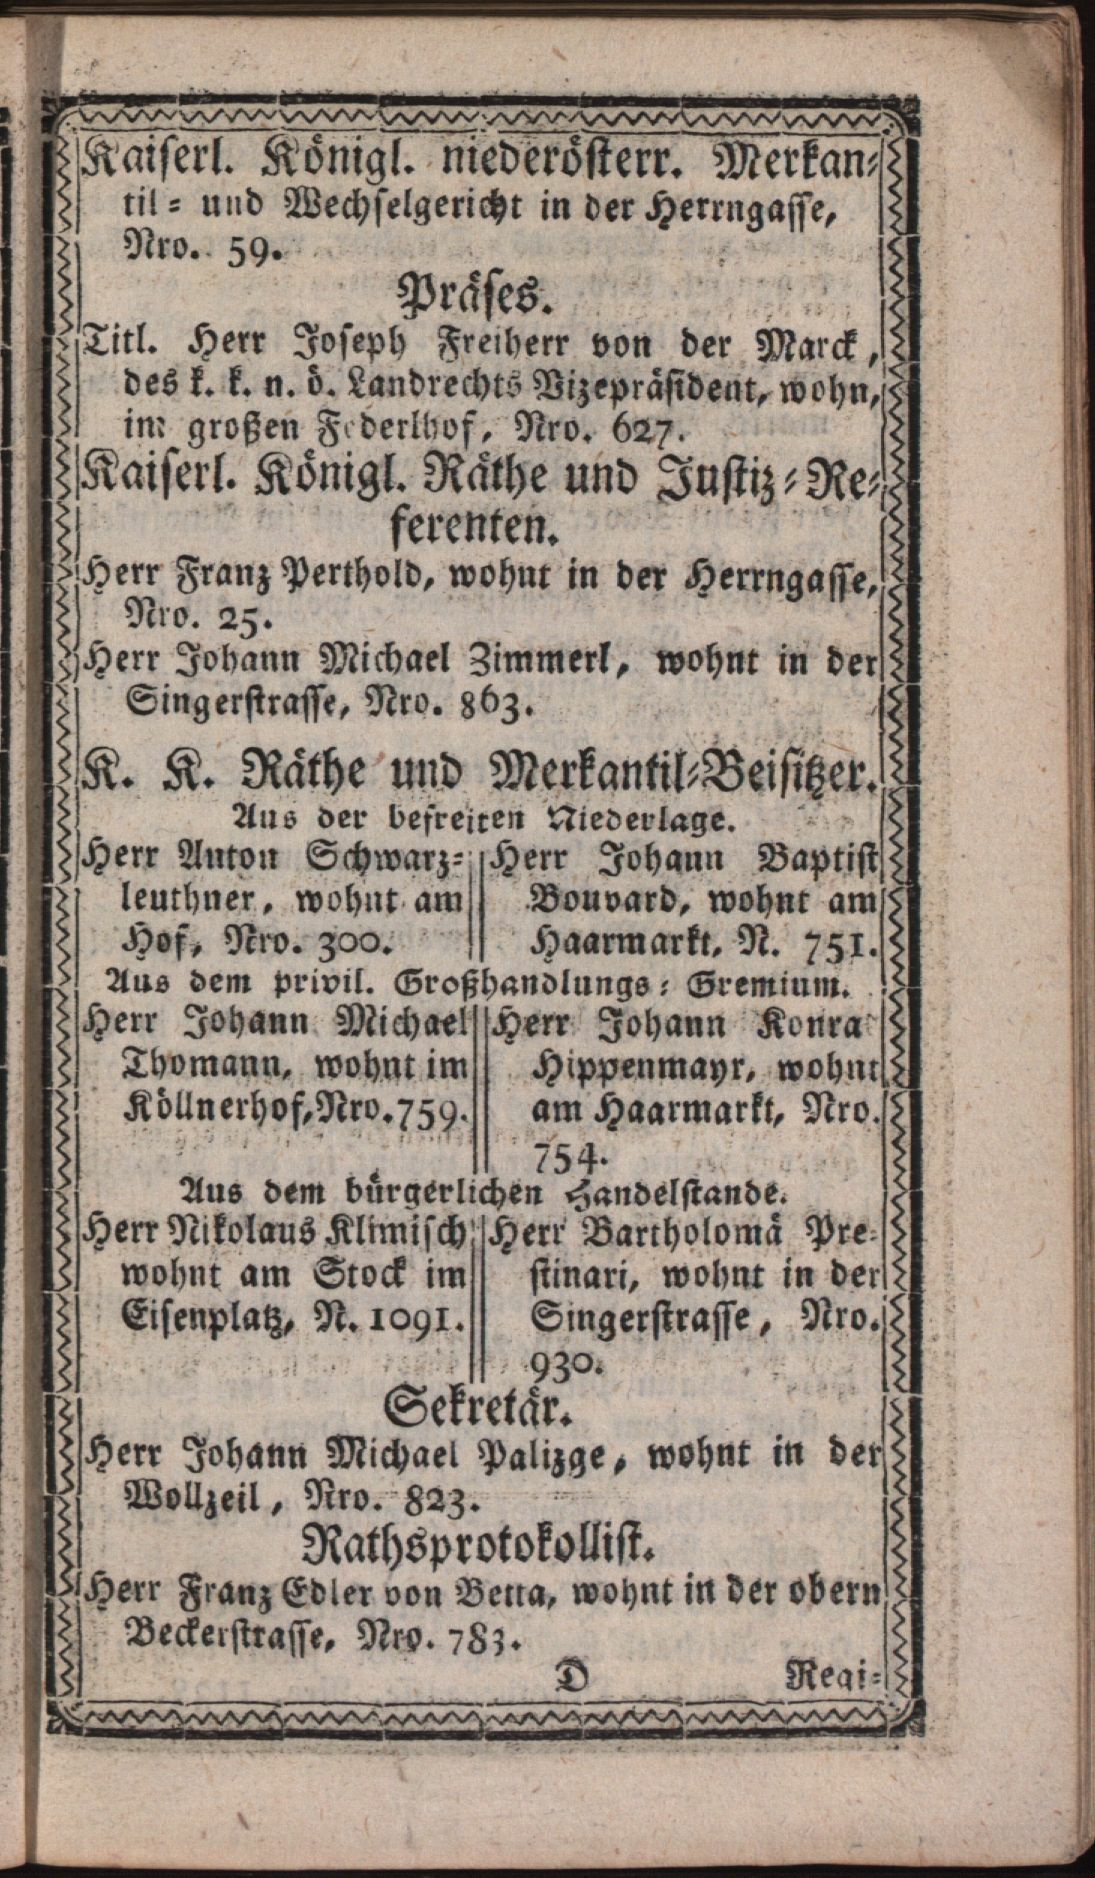 Kaiserl. Königl. niederösterr. Merkan-
til- und Wechselgericht in der Herrngasse,
Nro. 59.
Präses.
Titl. Herr Joseph Freiherr von der Marck,
des k. k. n. ö. Landrechts Vizepräsident, wohn,
im großen Federlhof, Nro. 627.
Kaiserl. Königl. Räthe und Justiz-Re-
ferenten.
Herr Franz Perthold, wohnt in der Herrngasse,
Nro. 25.
Herr Johann Michael Zimmerl, wohnt in der
Singerstrasse, Nro. 863.
K. K. Räthe und Merkantil-Beisitzer.
Aus der befreiten Niederlage.
Herr Anton Schwarz-
leuthner, wohnt am
Hof, Nro. 300.
Herr Johann Baptist
Bouvard, wohnt am
Haarmarkt, N. 751.
Aus dem privil. Großhandlungs-Gremium.
Herr Johann Michael
Thomann, wohnt im
Köllnerhof, Nro. 759.
Herr Johann Konra
Hippenmayr, wohnt
am Haarmarkt, Nro.
754.
Aus dem bürgerlichen Handelstande.
Herr Nikolaus Klimisch
wohnt am Stock im
Eisenplatz, N. 1091.
Herr Bartholomä Pre-
stinari, wohnt in der
Singerstrasse, Nro.
930.
Sekretär.
Herr Johann Michael Palizge, wohnt in der
Wollzeil, Nro. 823.
Rathsprotokollist.
Herr Franz Edler von Betta, wohnt in der obern
Beckerstrasse, Nro. 783.
D Regi-